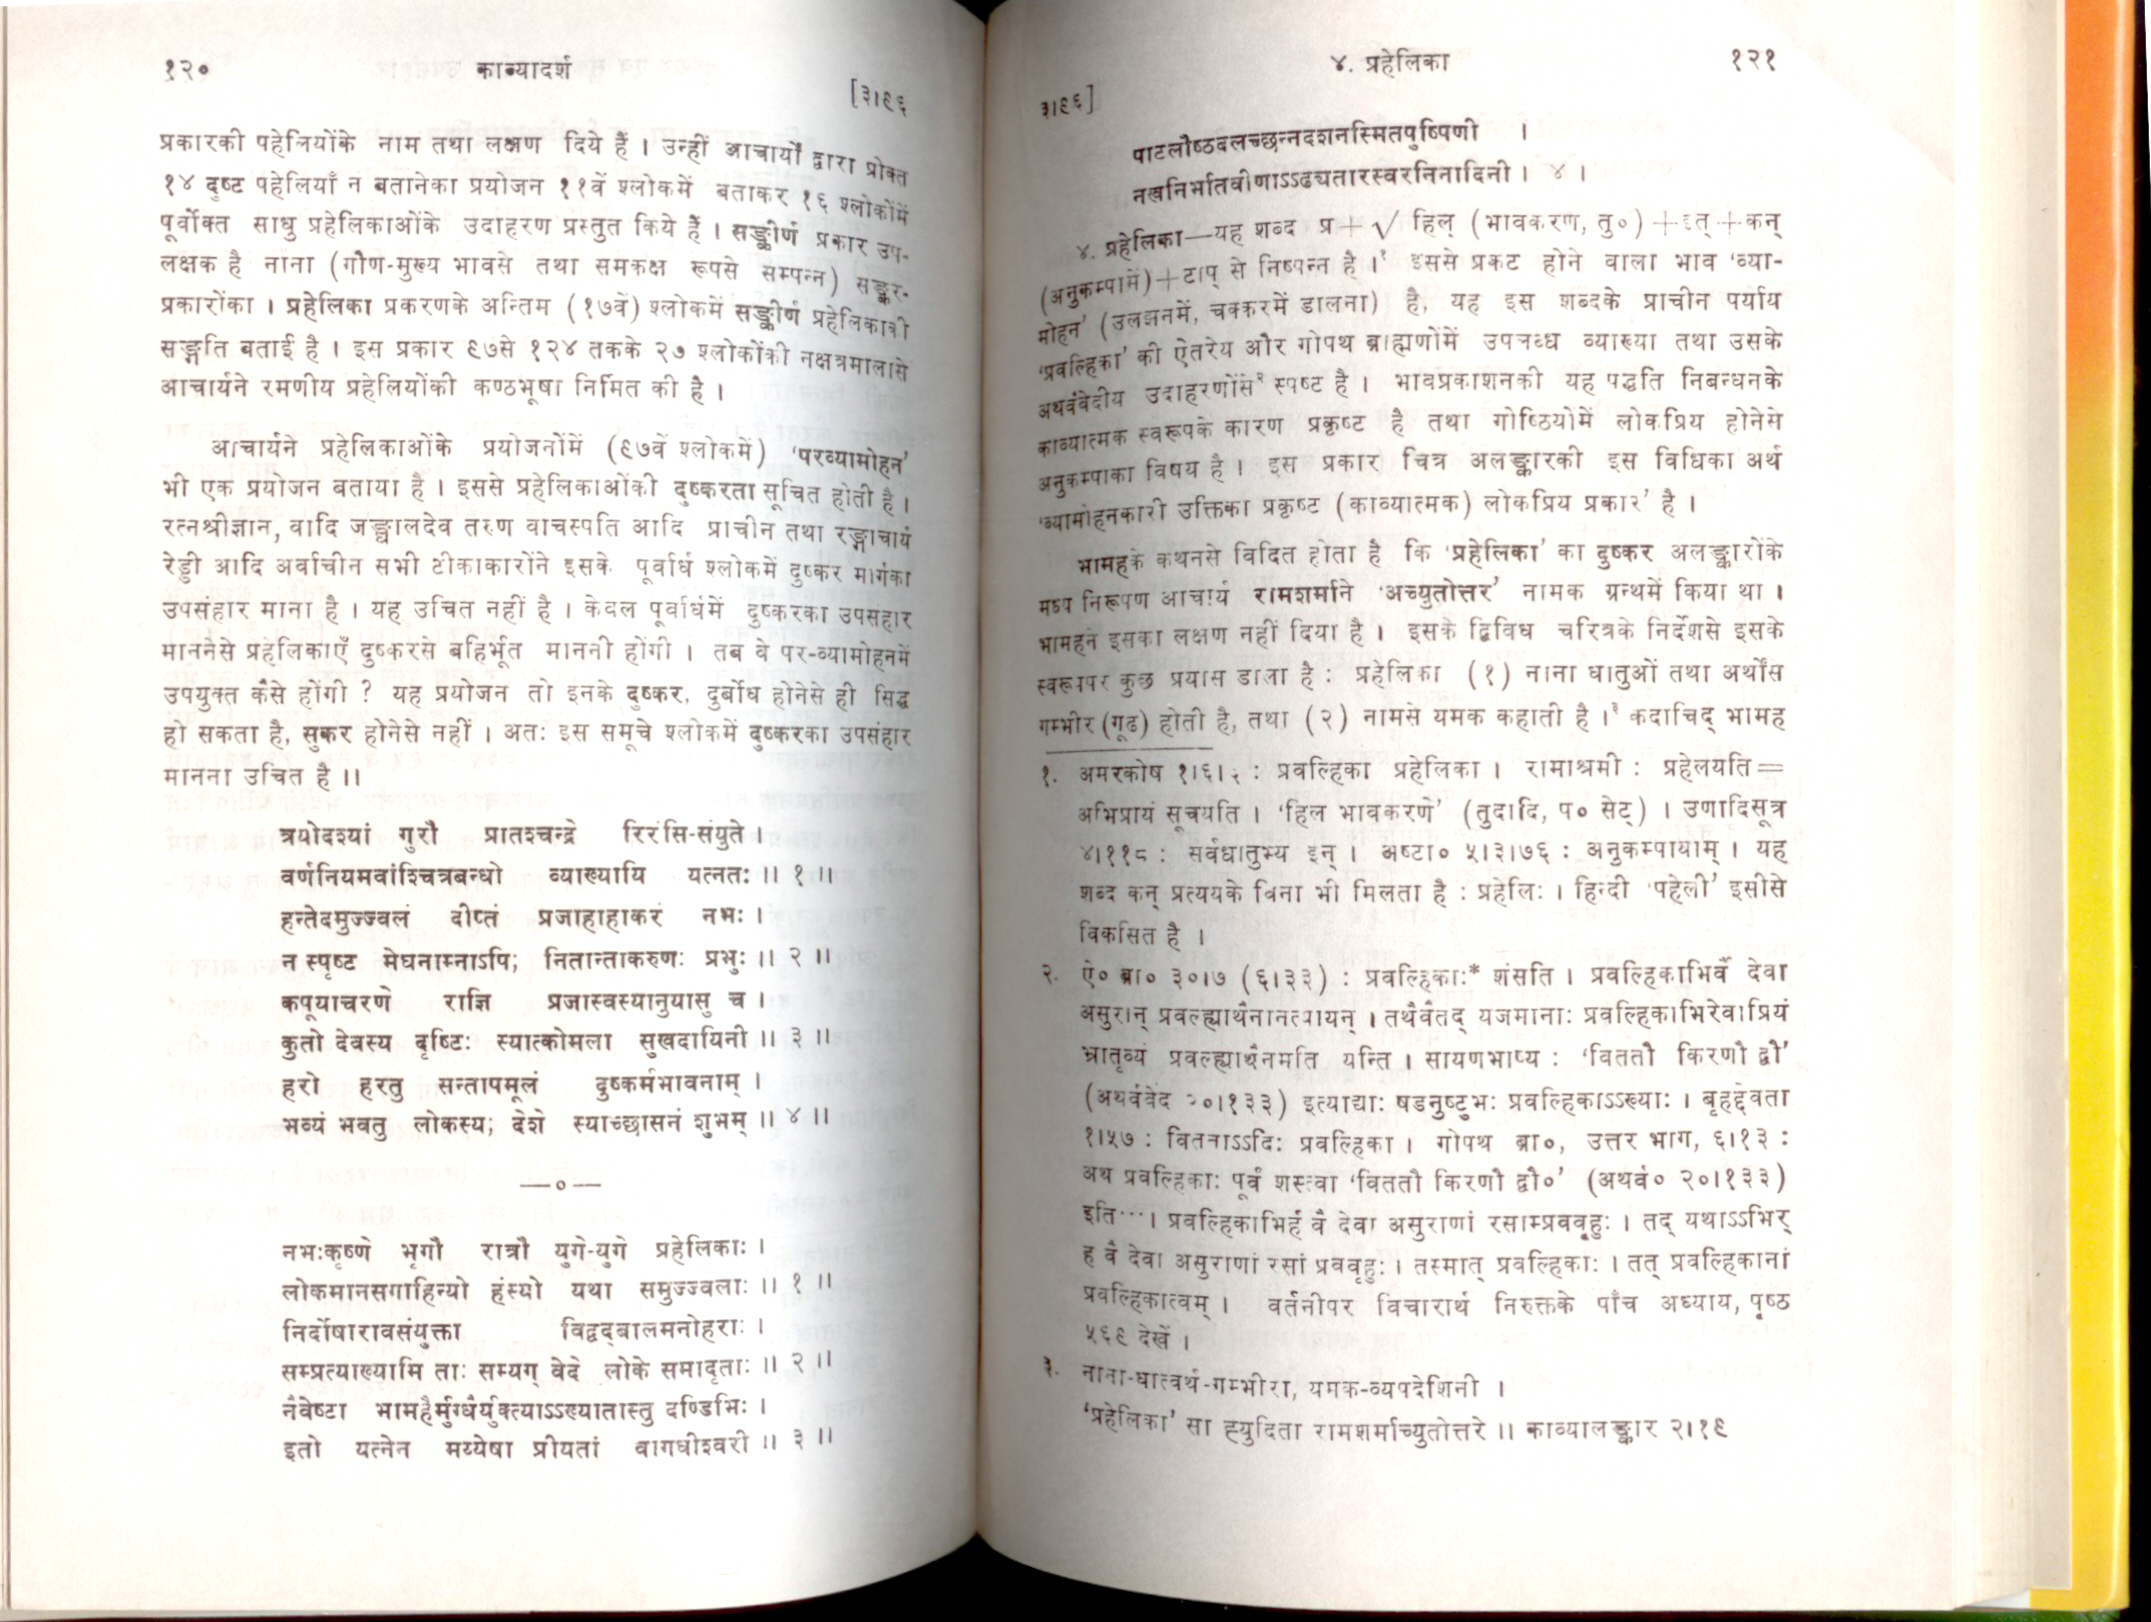 १२०
काव्यादर्श
[३।९६
प्रकारकी पहेलियोंके नाम तथा लक्षण दिये हैं । उन्हीं आचार्यों द्वारा प्रोक्त
१४ दुष्ट पहेलियाँ न बतानेका प्रयोजन ११वें श्लोकमें बताकर १६ श्लोकोंमें
पूर्वोक्त साधु प्रहेलिकाओंके उदाहरण प्रस्तुत किये हैं । सङ्कीर्ण प्रकार उप-
लक्षक है नाना (गौण-मुख्य भावसे तथा समकक्ष रूपसे सम्पन्न) सङ्कर-
प्रकारोंका । प्रहेलिका प्रकरणके अन्तिम (१७वें) श्लोकमें सङ्कीर्ण प्रहेलिकाकी
सङ्गति बताई है । इस प्रकार ९७से १२४ तकके २७ श्लोकोंकी नक्षत्रमालासे
आचार्यने रमणीय प्रहेलियोंकी कण्ठभूषा निर्मित की है ।
आचार्यने प्रहेलिकाओंके प्रयोजनोंमें (९७वें श्लोकमें) 'परव्यामोहन'
भी एक प्रयोजन बताया है । इससे प्रहेलिकाओंकी दुष्करता सूचित होती है ।
रत्नश्रीज्ञान, वादि जङ्घालदेव तरुण वाचस्पति आदि प्राचीन तथा रङ्गाचार्य
रेड्डी आदि अर्वाचीन सभी टीकाकारोंने इसके पूर्वार्ध श्लोकमें दुष्कर मार्गका
उपसंहार माना है । यह उचित नहीं है । केवल पूर्वार्धमें दुष्करका उपसंहार
माननेसे प्रहेलिकाएँ दुष्करसे बहिर्भूत माननी होंगी । तब वे पर-व्यामोहनमें
उपयुक्त कैसे होंगी ? यह प्रयोजन तो इनके दुष्कर, दुर्बोध होनेसे ही सिद्ध
हो सकता है, सुकर होनेसे नहीं । अतः इस समूचे श्लोकमें दुष्करका उपसंहार
मानना उचित है ।।
त्रयोदश्यां गुरौ प्रातश्चन्द्रे रिरंसि-संयुते ।
वर्णनियमवांश्चित्रबन्धो व्याख्यायि यत्नतः ।। १ ।।
हन्तेदमुज्ज्वलं दीप्तं प्रजाहाहाकरं नभः ।
न स्पृष्ट मेघनाम्नाऽपि; नितान्ताकरुणः प्रभुः ।। २ ।।
कपूयाचरणे राज्ञि प्रजास्वस्यानुयासु च ।
कुतो देवस्य दृष्टिः स्यात्कोमला सुखदायिनी ।। ३ ।।
हरो हरतु सन्तापमूलं दुष्कर्मभावनाम् ।
भव्यं भवतु लोकस्य; देशे स्याच्छासनं शुभम् ।। ४ ।।
—०—
नभःकृष्णे भृगौ रात्रौ युगे-युगे प्रहेलिकाः ।
लोकमानसगाहिन्यो हंस्यो यथा समुज्ज्वलाः ।। १ ।।
निर्दोषारावसंयुक्ता विद्वद्बालमनोहराः ।
सम्प्रत्याख्यामि ताः सम्यग् वेदे लोके समादृताः ।। २ ।।
नैवेष्टा भामहैर्मुग्धैर्युक्त्याऽऽख्यातास्तु दण्डिभिः ।
इतो यत्नेन मय्येषा प्रीयतां वागधीश्वरी ।। ३ ।।
४. प्रहेलिका
१२१
३।९६]
पाटलौष्ठदलच्छन्नदशनस्मितपुष्पिणी ।
नखनिर्भातवीणाऽऽढ्यतारस्वरनिनादिनी । ४ ।
४. प्रहेलिका—यह शब्द प्र+√ हिल् (भावकरण, तु०)+इत्+कन्
(अनुकम्पामें)+टाप् से निष्पन्न है ।¹ इससे प्रकट होने वाला भाव 'व्या-
मोहन' (उलझनमें, चक्करमें डालना) है, यह इस शब्दके प्राचीन पर्याय
'प्रवल्हिका' की ऐतरेय और गोपथ ब्राह्मणोंमें उपलब्ध व्याख्या तथा उसके
अथर्ववेदीय उदाहरणोंसे² स्पष्ट है । भावप्रकाशनकी यह पद्धति निबन्धनके
काव्यात्मक स्वरूपके कारण प्रकृष्ट है तथा गोष्ठियोंमें लोकप्रिय होनेसे
अनुकम्पाका विषय है । इस प्रकार चित्र अलङ्कारकी इस विधिका अर्थ
'व्यामोहनकारी उक्तिका प्रकृष्ट (काव्यात्मक) लोकप्रिय प्रकार' है ।
भामहके कथनसे विदित होता है कि 'प्रहेलिका' का दुष्कर अलङ्कारोंके
मध्य निरूपण आचार्य रामशर्माने 'अच्युतोत्तर' नामक ग्रन्थमें किया था ।
भामहने इसका लक्षण नहीं दिया है । इसके द्विविध चरित्रके निर्देशसे इसके
स्वरूपपर कुछ प्रयास डाला है : प्रहेलिका (१) नाना धातुओं तथा अर्थोंस
गम्भीर (गूढ) होती है, तथा (२) नामसे यमक कहाती है ।³ कदाचिद् भामह
१. अमरकोष १।६।६ : प्रवल्हिका प्रहेलिका । रामाश्रमी : प्रहेलयति=
अभिप्रायं सूचयति । 'हिल भावकरणे' (तुदादि, प० सेट्) । उणादिसूत्र
४।११८ : सर्वधातुभ्य इन् । अष्टा० ५।३।७६ : अनुकम्पायाम् । यह
शब्द कन् प्रत्ययके विना भी मिलता है : प्रहेलिः । हिन्दी 'पहेली' इसीसे
विकसित है ।
२. ऐ० ब्रा० ३०।७ (६।३३) : प्रवल्हिकाः* शंसति । प्रवल्हिकाभिर्वै देवा
असुरान् प्रवल्ह्याथैनानत्यायन् । तथैवैतद् यजमानाः प्रवल्हिकाभिरेवाप्रियं
भ्रातृव्यं प्रवल्ह्याथैनमति यन्ति । सायणभाष्य : 'विततौ किरणौ द्वौ'
(अथर्ववेद २०।१३३) इत्याद्याः षडनुष्टुभः प्रवल्हिकाऽऽख्याः । बृहद्देवता
१।५७ : वितताऽऽदिः प्रवल्हिका । गोपथ ब्रा०, उत्तर भाग, ६।१३ :
अथ प्रवल्हिकाः पूर्वं शस्त्वा 'विततौ किरणौ द्वौ०' (अथर्व० २०।१३३)
इति···। प्रवल्हिकाभिर्ह वै देवा असुराणां रसाम्प्रववृहुः । तद् यथाऽऽभिर्
ह वै देवा असुराणां रसां प्रववृहुः । तस्मात् प्रवल्हिकाः । तत् प्रवल्हिकानां
प्रवल्हिकात्वम् । वर्तनीपर विचारार्थ निरुक्तके पाँच अध्याय, पृष्ठ
५६९ देखें ।
३. नाना-धात्वर्थ-गम्भीरा, यमक-व्यपदेशिनी ।
'प्रहेलिका' सा ह्युदिता रामशर्माच्युतोत्तरे ।। काव्यालङ्कार २।१९